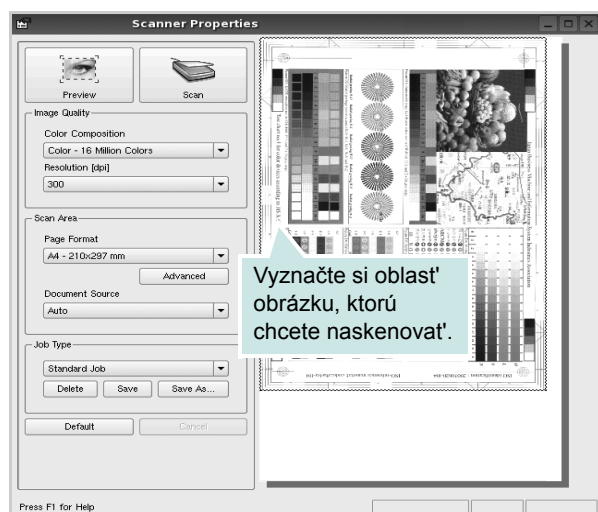 Scanner Properties
Preview
Scan
Image Quality
Color Composition
Color - 16 Million Colors
Resolution [dpi]
300
Scan Area
Page Format
A4 - 210x297 mm
Advanced
Document Source
Auto
Job Type
Standard Job
Delete
Save
Save As...
Default
Cancel
Press F1 for Help
Vyznačte si oblasť
obrázku, ktorú
chcete naskenovať.